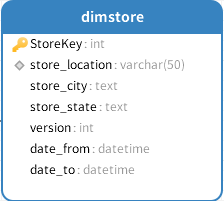 dimstore
StoreKey: int
store_location: varchar(50)
store_city: text
store_state: text
version: int
date_from: datetime
date_to: datetime